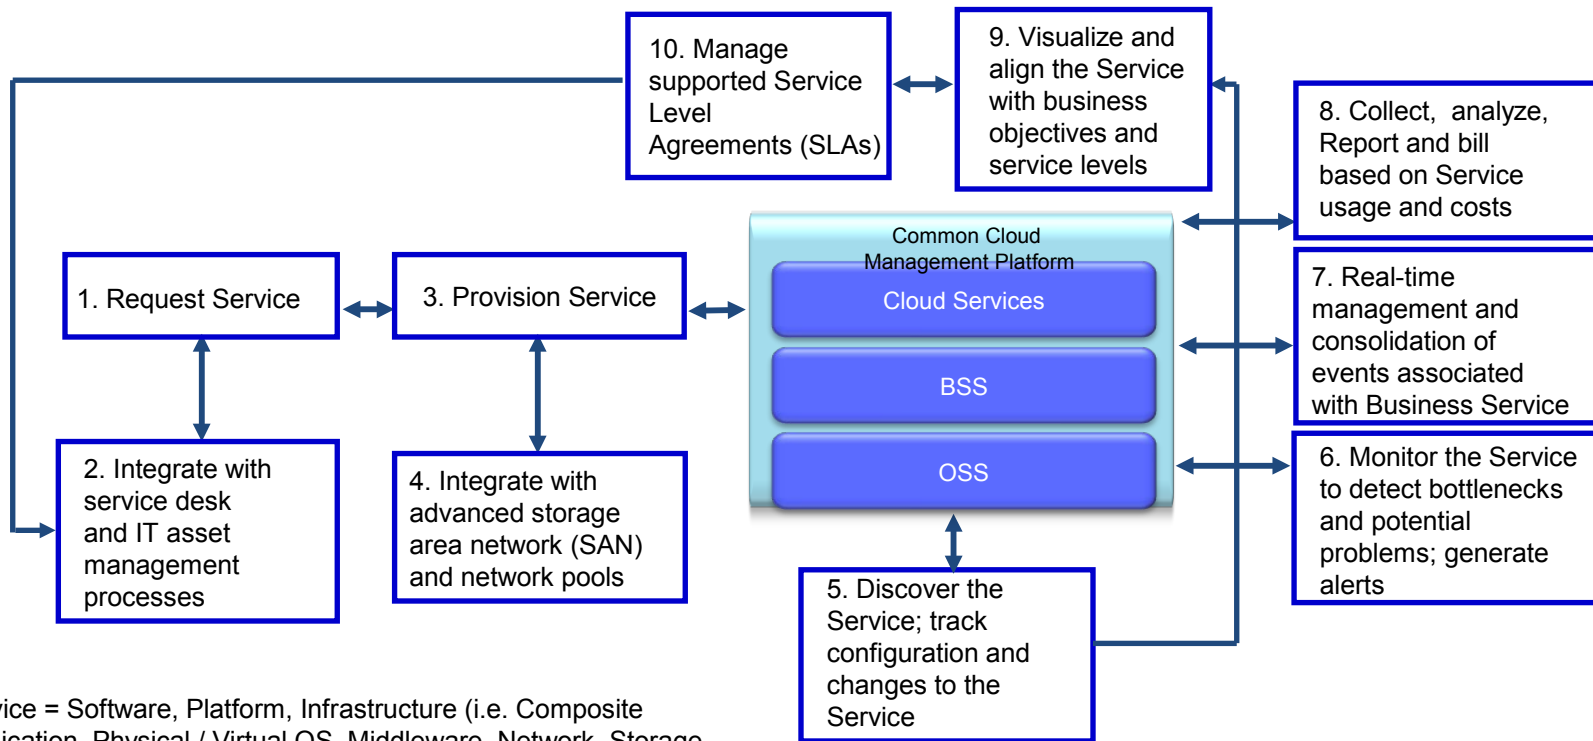 10. Manage
supported Service
Level
Agreements (SLAs)
9. Visualize and
align the Service
with business
objectives and
service levels
8. Collect, analyze,
Report and bill
based on Service
usage and costs
Common Cloud
Management Platform
Cloud Services
BSS
OSS
1. Request Service
3. Provision Service
7. Real-time
management and
consolidation of
events associated
with Business Service
2. Integrate with
service desk
and IT asset
management
processes
4. Integrate with
advanced storage
area network (SAN)
and network pools
6. Monitor the Service
to detect bottlenecks
and potential
problems; generate
alerts
5. Discover the
Service; track
configuration and
changes to the
Service
vice = Software, Platform, Infrastructure (i.e. Composite
ication, Physical / Virtual OS, Middleware, Network, Storage